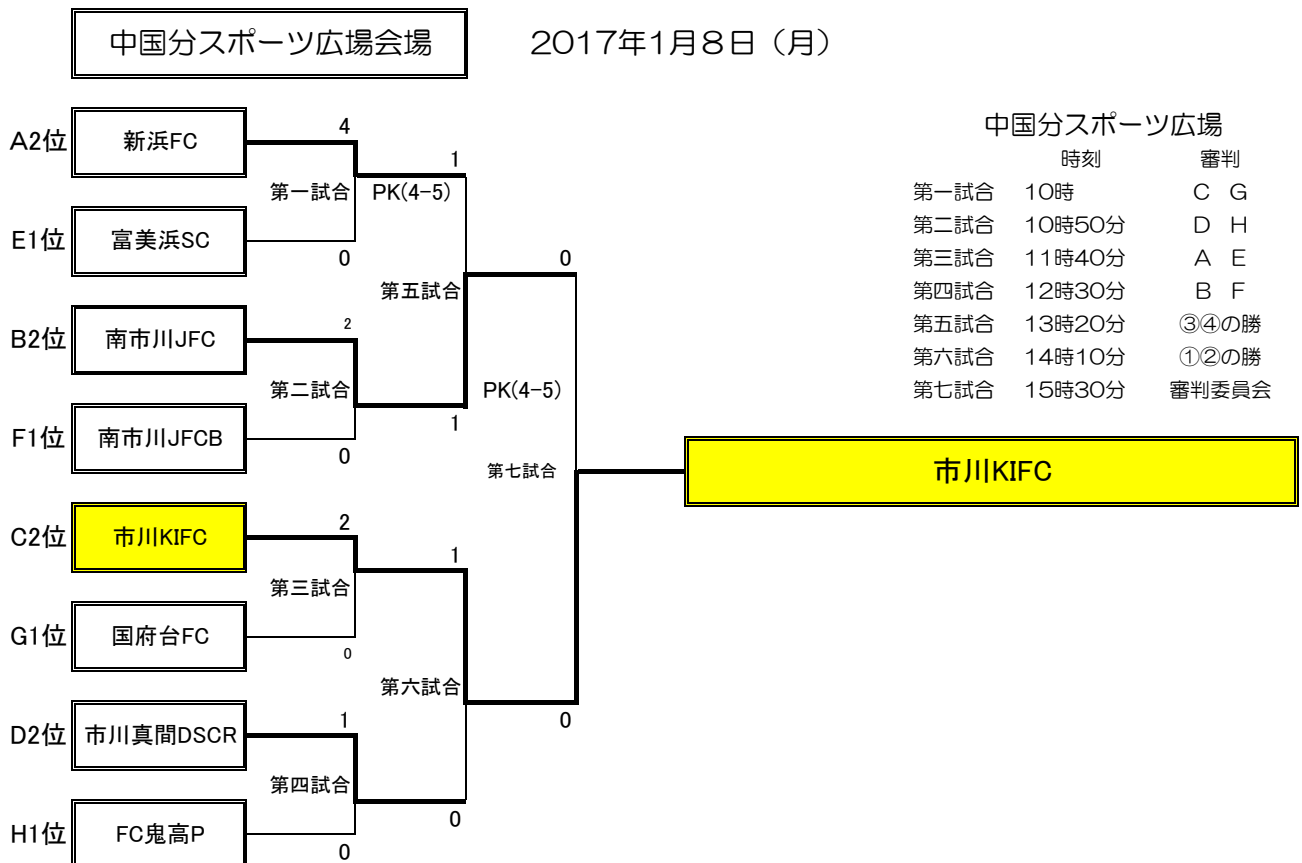 中国分スポーツ広場会場
2017年1月8日（月）
中国分スポーツ広場
時刻 審判
第一試合 10時 C G
第二試合 10時50分 D H
第三試合 11時40分 A E
第四試合 12時30分 B F
第五試合 13時20分 ③④の勝
第六試合 14時10分 ①②の勝
第七試合 15時30分 審判委員会
A2位 新浜FC 4
1
第一試合 PK(4-5)
E1位 富美浜SC 0
第五試合 0
B2位 南市川JFC 2
第二試合 PK(4-5)
1
F1位 南市川JFCB 0
第七試合 市川KIFC
C2位 市川KIFC 2
1
第三試合
G1位 国府台FC 0
第六試合
0
D2位 市川真間DSCR 1
第四試合
0
H1位 FC鬼高P 0